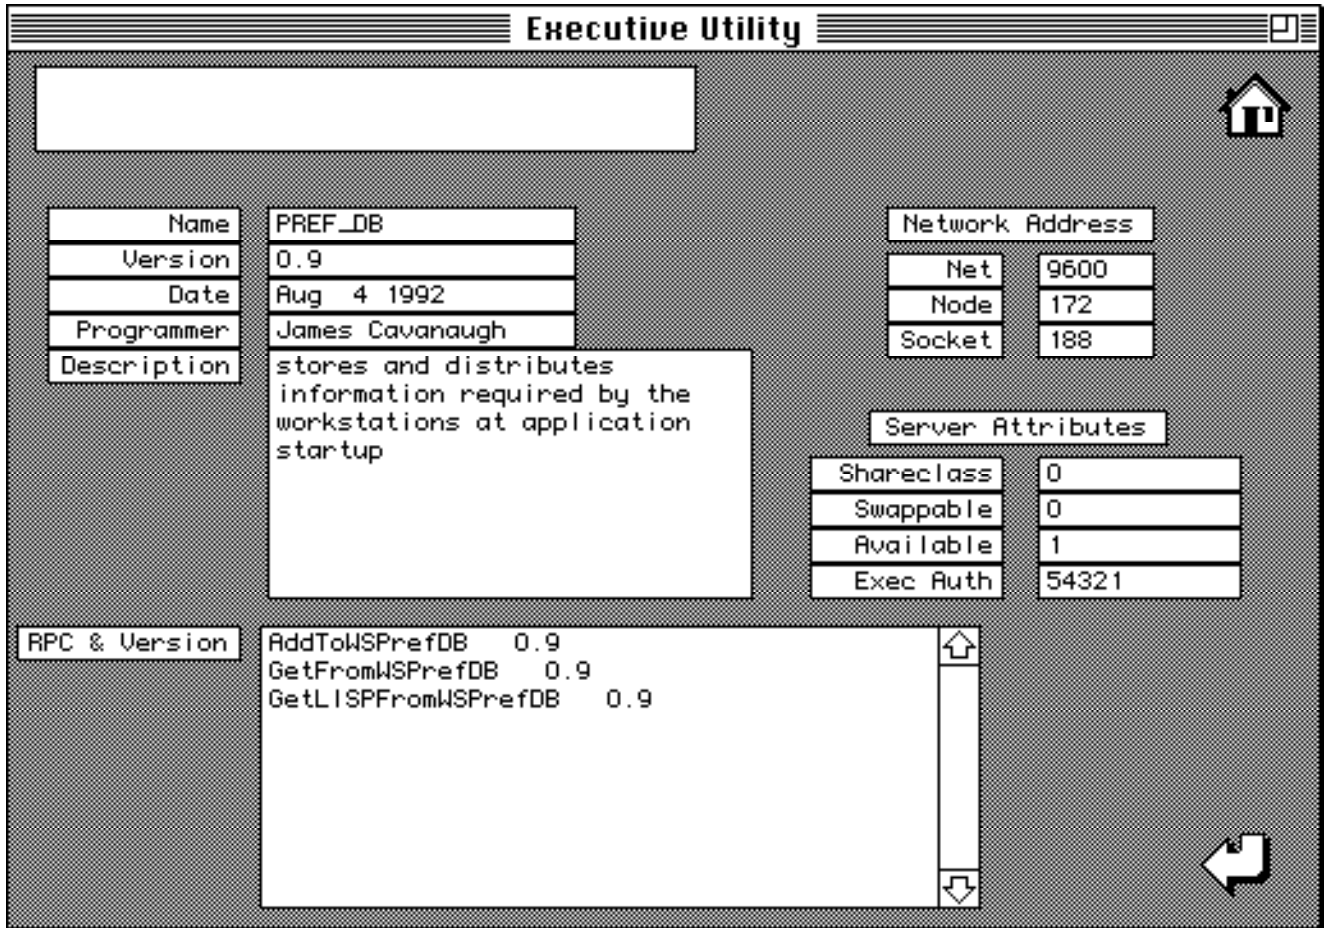 Executive Utility
Name PREF_DB
Version 0.9
Date Aug  4 1992
Programmer James Cavanaugh
Description stores and distributes
information required by the
workstations at application
startup
Network Address
Net 9600
Node 172
Socket 188
Server Attributes
Shareclass 0
Swappable 0
Available 1
Exec Auth 54321
RPC & Version AddToWSPrefDB   0.9
GetFromWSPrefDB   0.9
GetLISPFromWSPrefDB   0.9